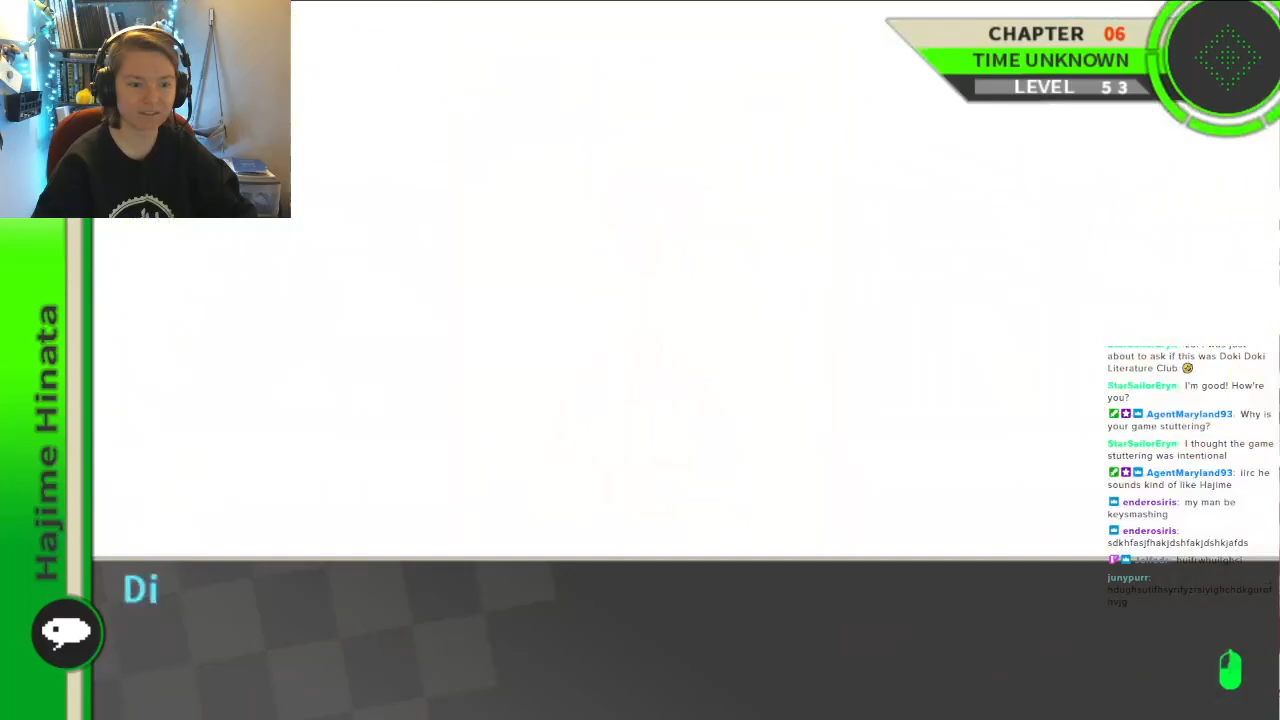 CHAPTER 06
TIME UNKNOWN
LEVEL 53
Hajime Hinata
about to ask if this was Doki Doki
Literature Club 🤣
StarSailorEryn: I'm good! How're
you?
AgentMaryland93: Why is
your game stuttering?
StarSailorEryn: I thought the game
stuttering was intentional
AgentMaryland93: iirc he
sounds kind of like Hajime
enderosiris: my man be
keysmashing
enderosiris:
sdkhfasjfhakjdshfakjdshkjafds
junypurr:
Di